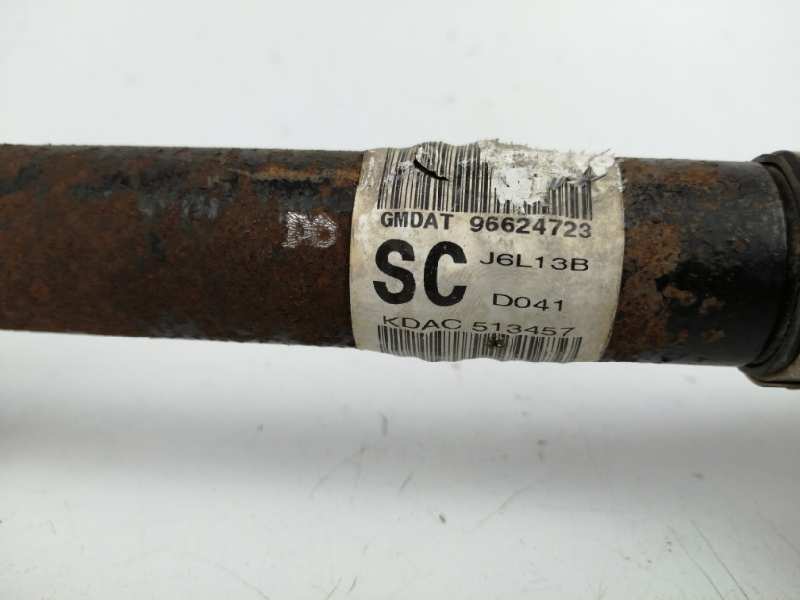 GMDAT 96624723
SC
J6L13B
D041
KDAC 513457